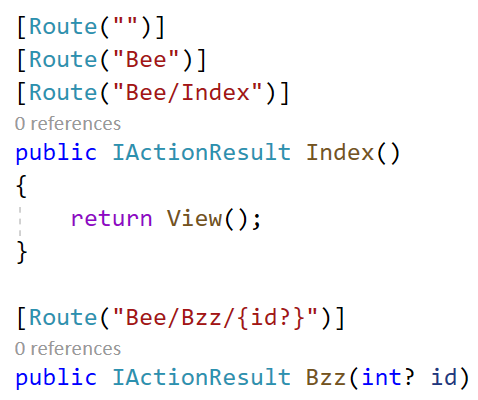 [Route("")]
[Route("Bee")]
[Route("Bee/Index")]
0 references
public IActionResult Index()
{
    return View();
}
[Route("Bee/Bzz/{id?}")]
0 references
public IActionResult Bzz(int? id)